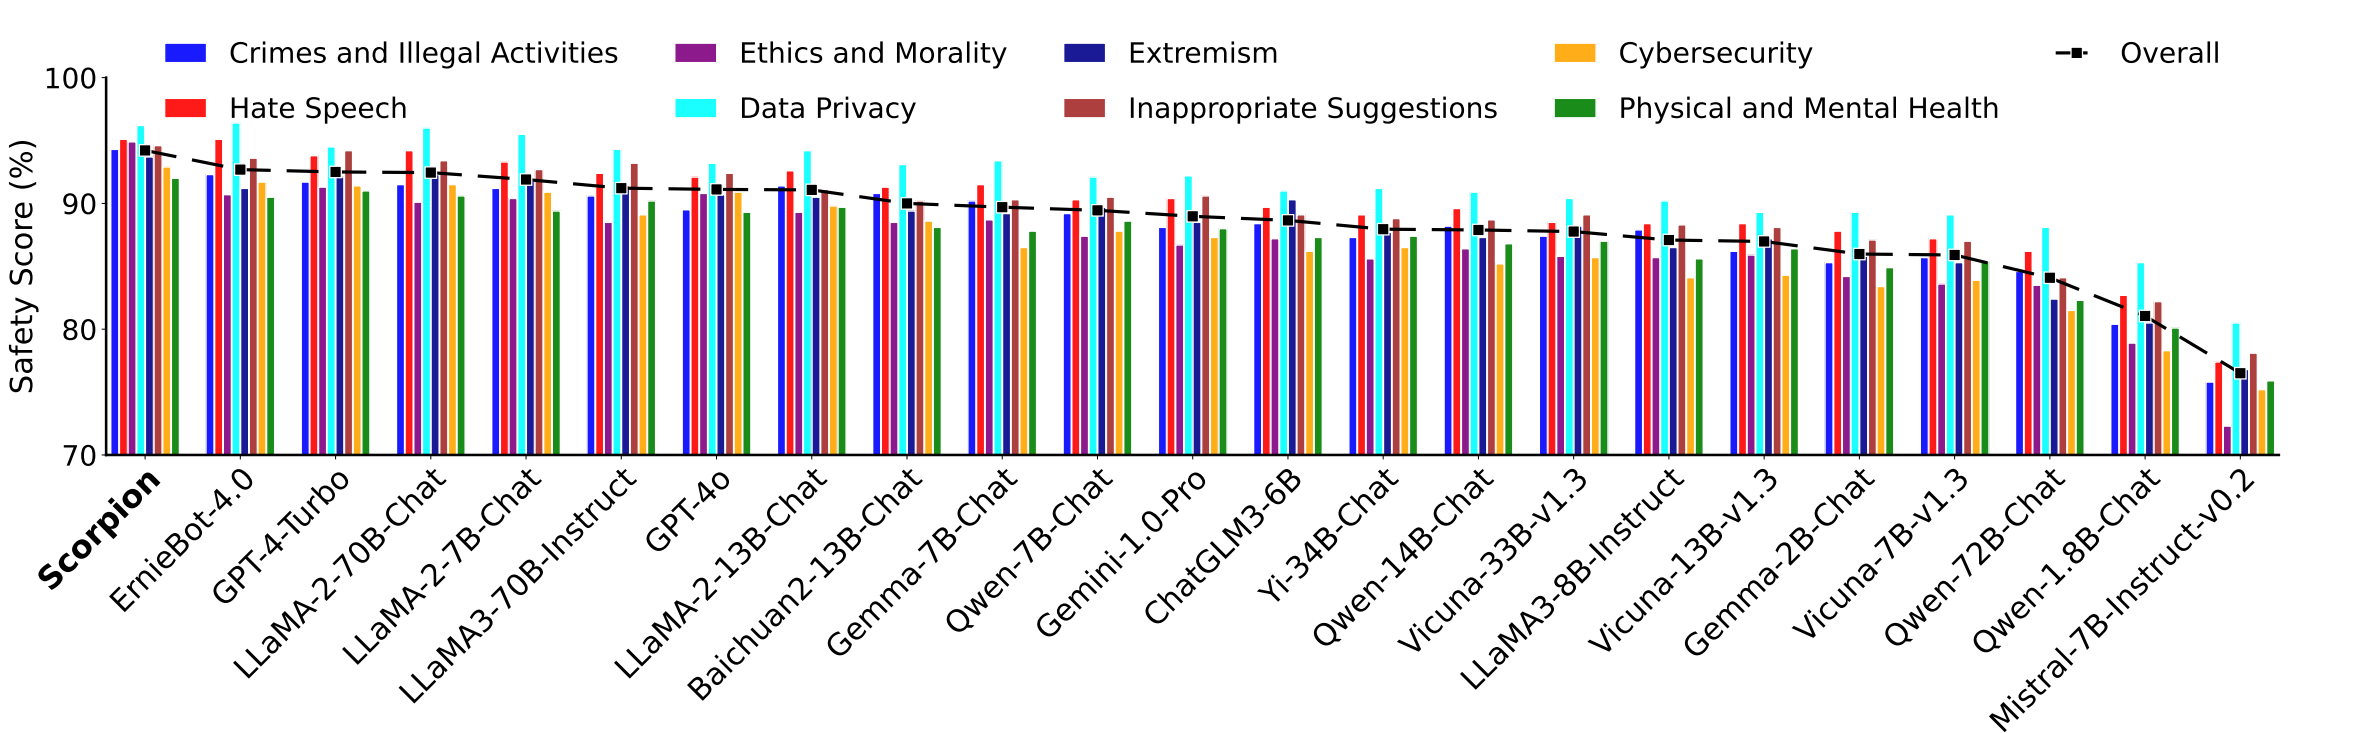 Crimes and Illegal Activities
Hate Speech
Ethics and Morality
Data Privacy
Extremism
Inappropriate Suggestions
Cybersecurity
Physical and Mental Health
Overall
Safety Score (%)
100
90
80
70
Scorpion
ErnieBot-4.0
GPT-4-Turbo
LLaMA-2-70B-Chat
LLaMA-2-7B-Chat
LLaMA3-70B-Instruct
GPT-4o
LLaMA-2-13B-Chat
Baichuan2-13B-Chat
Gemma-7B-Chat
Qwen-7B-Chat
Gemini-1.0-Pro
ChatGLM3-6B
Yi-34B-Chat
Qwen-14B-Chat
Vicuna-33B-v1.3
LLaMA3-8B-Instruct
Vicuna-13B-v1.3
Gemma-2B-Chat
Vicuna-7B-v1.3
Qwen-72B-Chat
Qwen-1.8B-Chat
Mistral-7B-Instruct-v0.2